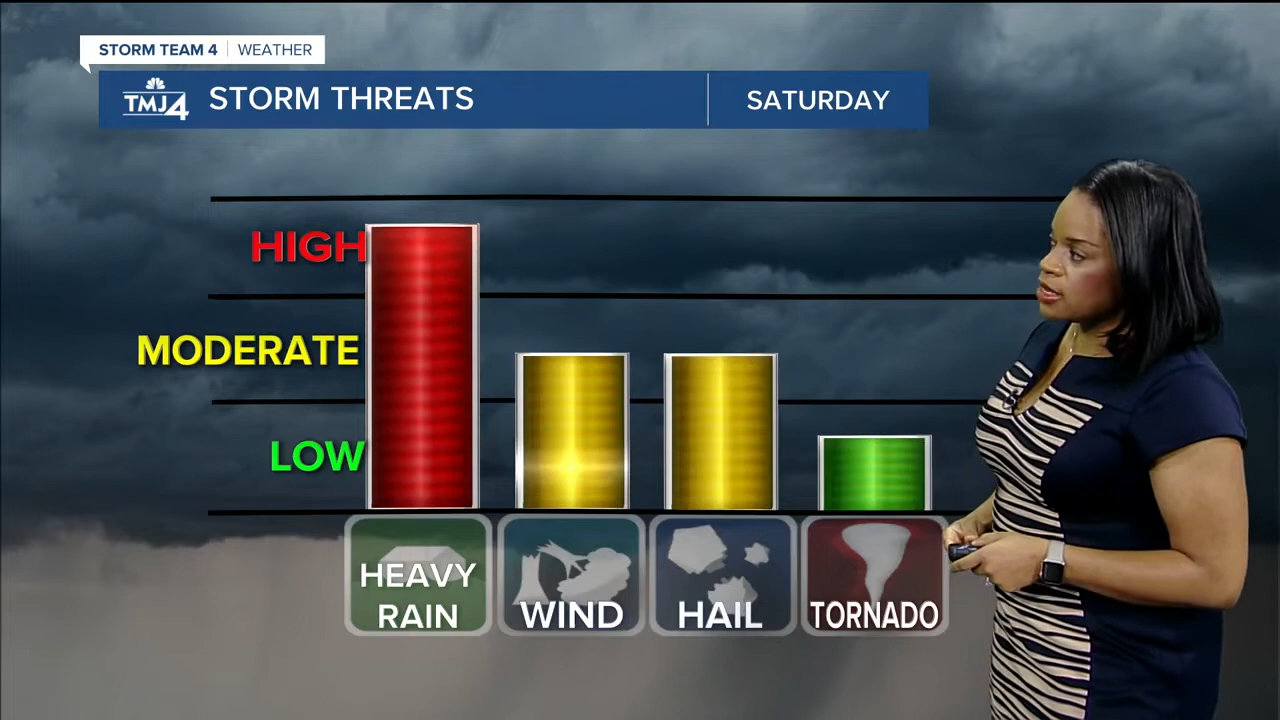 STORM TEAM 4 | WEATHER
TMJ4 STORM THREATS SATURDAY
HIGH
MODERATE
LOW
HEAVY
RAIN
WIND
HAIL
TORNADO